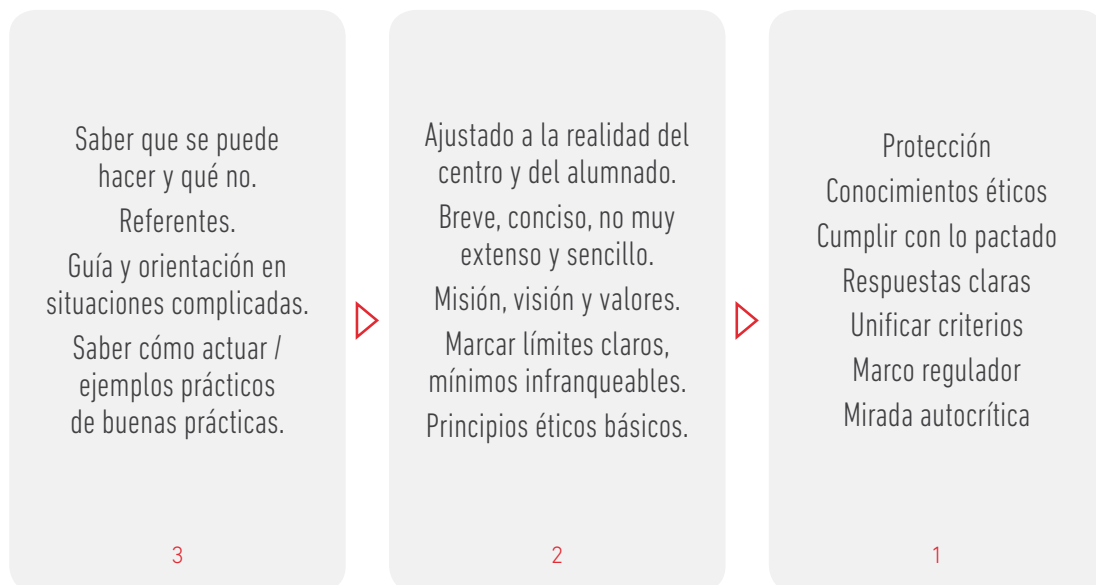 Saber que se puede
hacer y qué no.
Referentes.
Guía y orientación en
situaciones complicadas.
Saber cómo actuar /
ejemplos prácticos
de buenas prácticas.
3
Ajustado a la realidad del
centro y del alumnado.
Breve, conciso, no muy
extenso y sencillo.
Misión, visión y valores.
Marcar límites claros,
mínimos infranqueables.
Principios éticos básicos.
2
Protección
Conocimientos éticos
Cumplir con lo pactado
Respuestas claras
Unificar criterios
Marco regulador
Mirada autocrítica
1